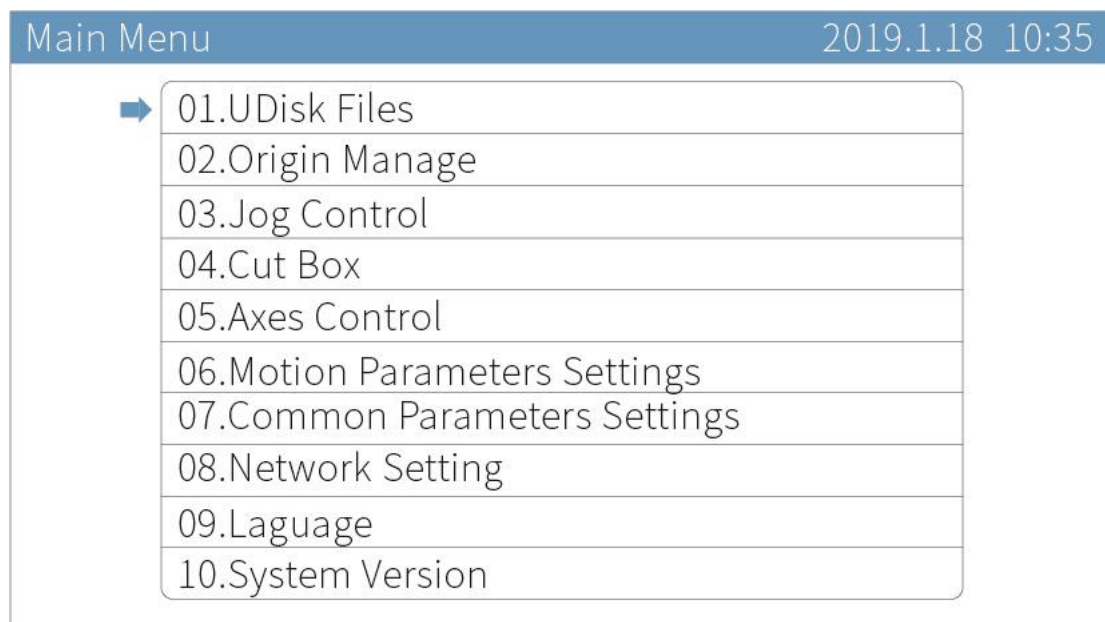 Main Menu 2019.1.18 10:35
01.UDisk Files
02.Origin Manage
03.Jog Control
04.Cut Box
05.Axes Control
06.Motion Parameters Settings
07.Common Parameters Settings
08.Network Setting
09.Laguage
10.System Version